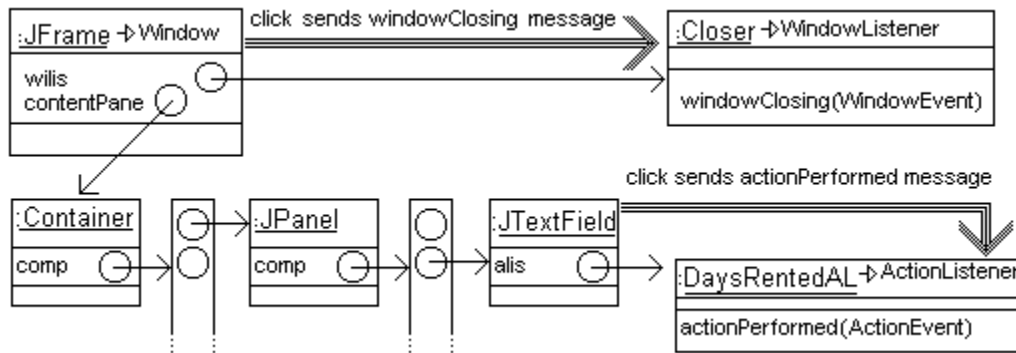 click sends windowClosing message
:JFrame Window
:Closer WindowListener
wilis
contentPane
windowClosing(WindowEvent)
click sends actionPerformed message
:Container
:JPanel
:JTextField
comp
comp
alis
:DaysRentedAL ActionListener
actionPerformed(ActionEvent)